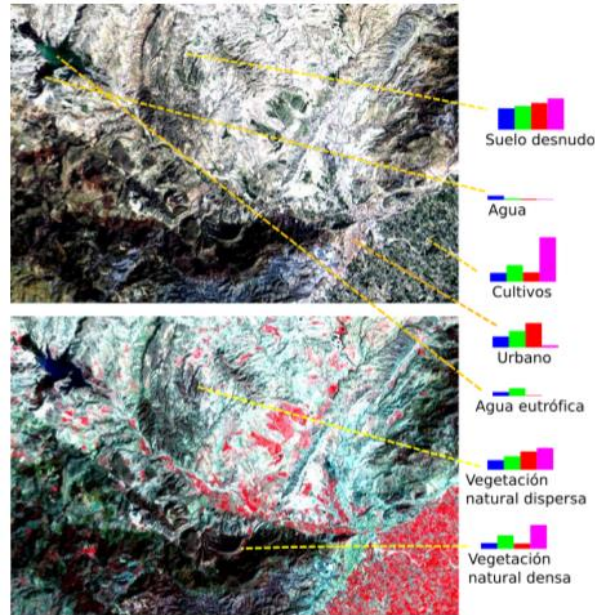 Suelo desnudo
Agua
Cultivos
Urbano
Agua eutrófica
Vegetación
natural dispersa
Vegetación
natural densa